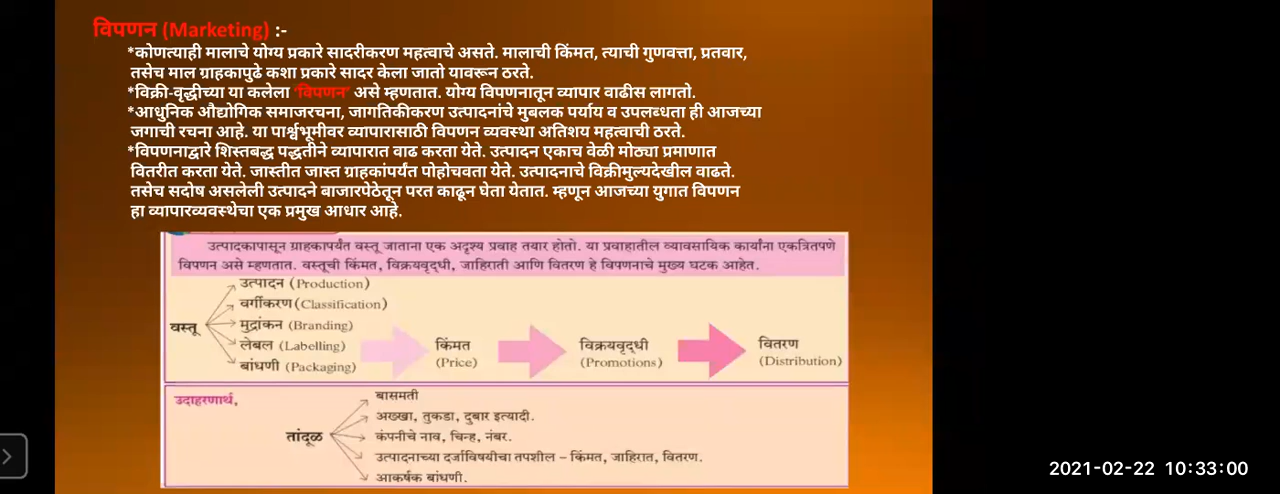 विपणन (Marketing) :-
*कोणत्याही मालाचे योग्य प्रकारे सादरीकरण महत्वाचे असते. मालाची किंमत, त्याची गुणवत्ता, प्रतवार,
तसेच माल ग्राहकापुढे कशा प्रकारे सादर केला जातो यावरून ठरते.
*विक्री-वृद्धीच्या या कलेला 'विपणन' असे म्हणतात. योग्य विपणनातून व्यापार वाढीस लागतो.
*आधुनिक औद्योगिक समाजरचना, जागतिकीकरण उत्पादनांचे मुबलक पर्याय व उपलब्धता ही आजच्या
जगाची रचना आहे. या पार्श्वभूमीवर व्यापारासाठी विपणन व्यवस्था अतिशय महत्वाची ठरते.
*विपणनाद्वारे शिस्तबद्ध पद्धतीने व्यापारात वाढ करता येते. उत्पादन एकाच वेळी मोठ्या प्रमाणात
वितरीत करता येते. जास्तीत जास्त ग्राहकांपर्यंत पोहोचवता येते. उत्पादनाचे विक्रीमुल्यदेखील वाढते.
तसेच सदोष असलेली उत्पादने बाजारपेठेतून परत काढून घेता येतात. म्हणून आजच्या युगात विपणन
हा व्यापारव्यवस्थेचा एक प्रमुख आधार आहे.
उत्पादकापासून ग्राहकापर्यंत वस्तू जाताना एक अदृश्य प्रवाह तयार होतो. या प्रवाहातील व्यावसायिक कार्यांना एकत्रितपणे
विपणन असे म्हणतात. वस्तूची किंमत, विक्रयवृद्धी, जाहिराती आणि वितरण हे विपणनाचे मुख्य घटक आहेत.
वस्तू
उत्पादन (Production)
वर्गीकरण (Classification)
मुद्रांकन (Branding)
लेबल (Labelling)
बांधणी (Packaging)
किंमत
(Price)
विक्रयवृद्धी
(Promotions)
वितरण
(Distribution)
उदाहरणार्थ,
तांदूळ
बासमती
अख्खा, तुकडा, दुबार इत्यादी.
कंपनीचे नाव, चिन्ह, नंबर.
उत्पादनाच्या दर्जाविषयीचा तपशील – किंमत, जाहिरात, वितरण.
आकर्षक बांधणी.
2021-02-22 10:33:00